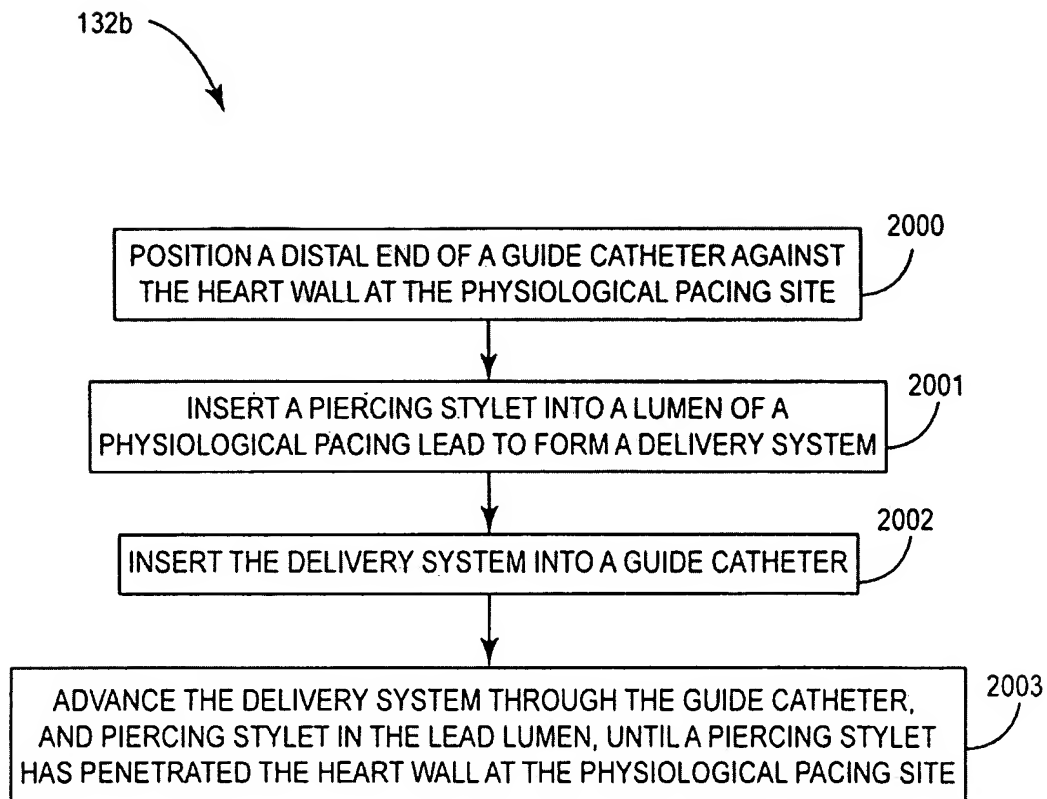 132b
2000
POSITION A DISTAL END OF A GUIDE CATHETER AGAINST
THE HEART WALL AT THE PHYSIOLOGICAL PACING SITE
2001
INSERT A PIERCING STYLET INTO A LUMEN OF A
PHYSIOLOGICAL PACING LEAD TO FORM A DELIVERY SYSTEM
2002
INSERT THE DELIVERY SYSTEM INTO A GUIDE CATHETER
2003
ADVANCE THE DELIVERY SYSTEM THROUGH THE GUIDE CATHETER,
AND PIERCING STYLET IN THE LEAD LUMEN, UNTIL A PIERCING STYLET
HAS PENETRATED THE HEART WALL AT THE PHYSIOLOGICAL PACING SITE